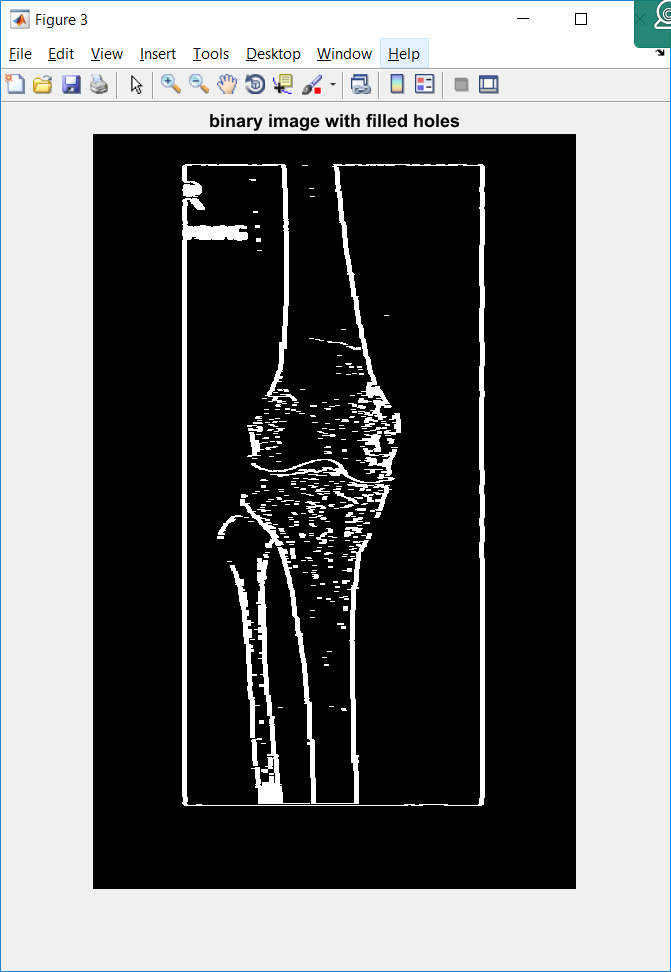 Figure 3
File Edit View Insert Tools Desktop Window Help
binary image with filled holes
R